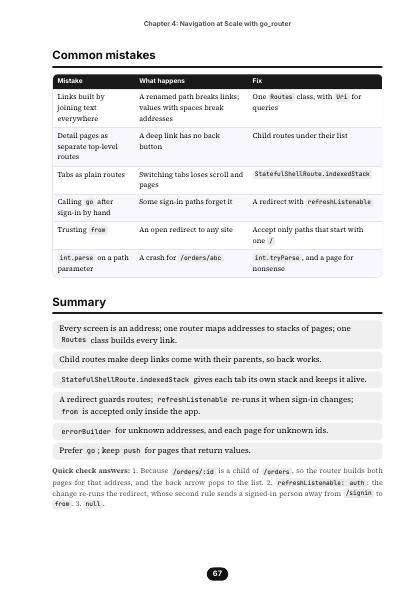 Chapter 4: Navigation at Scale with go_router
Common mistakes
Mistake What happens Fix
Links built by joining text everywhere
A renamed path breaks links; values with spaces break addresses
One Routes class, with Uri for queries
Detail pages as separate top-level routes
A deep link has no back button
Child routes under their list
Tabs as plain routes
Switching tabs loses scroll and pages
StatefulShellRoute.indexedStack
Calling go after sign-in by hand
Some sign-in paths forget it
A redirect with refreshListenable
Trusting from
An open redirect to any site
Accept only paths that start with one /
int.parse on a path parameter
A crash for /orders/abc
int.tryParse, and a page for nonsense
Summary
Every screen is an address; one router maps addresses to stacks of pages; one
Routes class builds every link.
Child routes make deep links come with their parents, so back works.
StatefulShellRoute.indexedStack gives each tab its own stack and keeps it alive.
A redirect guards routes; refreshListenable re-runs it when sign-in changes;
from is accepted only inside the app.
errorBuilder for unknown addresses, and each page for unknown ids.
Prefer go; keep push for pages that return values.
Quick check answers: 1. Because /orders/:id is a child of /orders, so the router builds both
pages for that address, and the back arrow pops to the list. 2. refreshListenable: auth: the
change re-runs the redirect, whose second rule sends a signed-in person away from /signin to
from. 3. null.
67